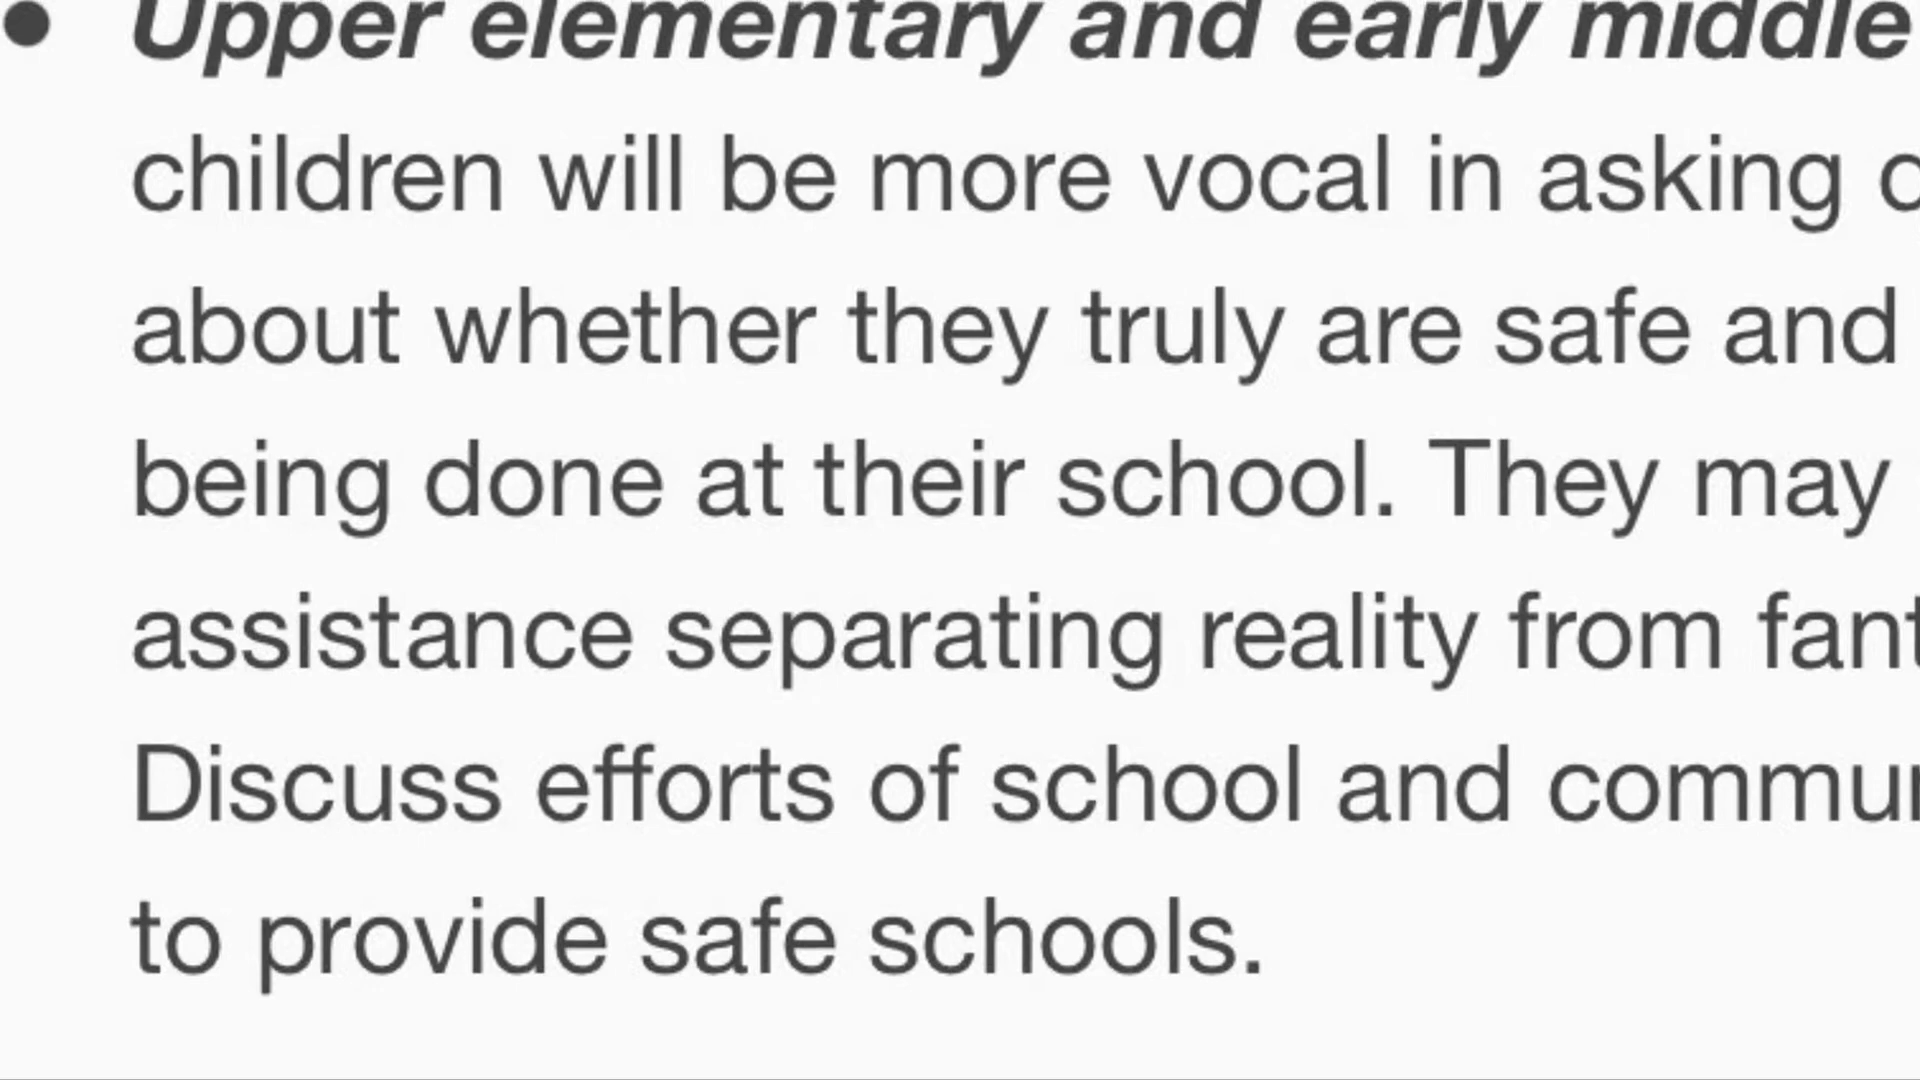 • Upper elementary and early middle
children will be more vocal in asking
about whether they truly are safe and
being done at their school. They may
assistance separating reality from
Discuss efforts of school and
to provide safe schools.